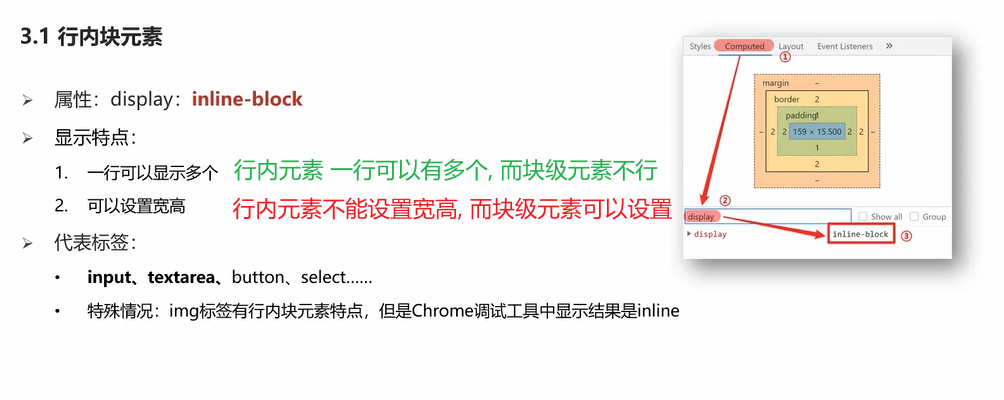 3.1 行内块元素
属性：display：inline-block
显示特点：
1. 一行可以显示多个 行内元素 一行可以有多个, 而块级元素不行
2. 可以设置宽高 行内元素不能设置宽高, 而块级元素可以设置
代表标签：
input、textarea、button、select……
特殊情况：img标签有行内块元素特点，但是Chrome调试工具中显示结果是inline
Styles Computed Layout Event Listeners »
①
margin –
border 2
padding 1
– 2 2 159 × 15.500 2 2 –
1
2
–
②
display Show all Group
display inline-block ③